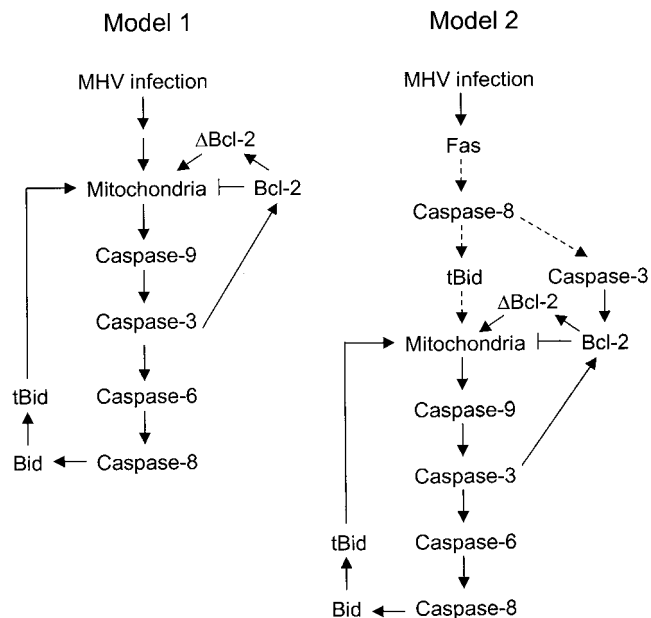 Model 1
MHV infection
ΔBcl-2
Mitochondria
Bcl-2
Caspase-9
Caspase-3
Caspase-6
tBid
Bid
Caspase-8
Model 2
MHV infection
Fas
Caspase-8
tBid
Caspase-3
ΔBcl-2
Mitochondria
Bcl-2
Caspase-9
Caspase-3
Caspase-6
tBid
Bid
Caspase-8